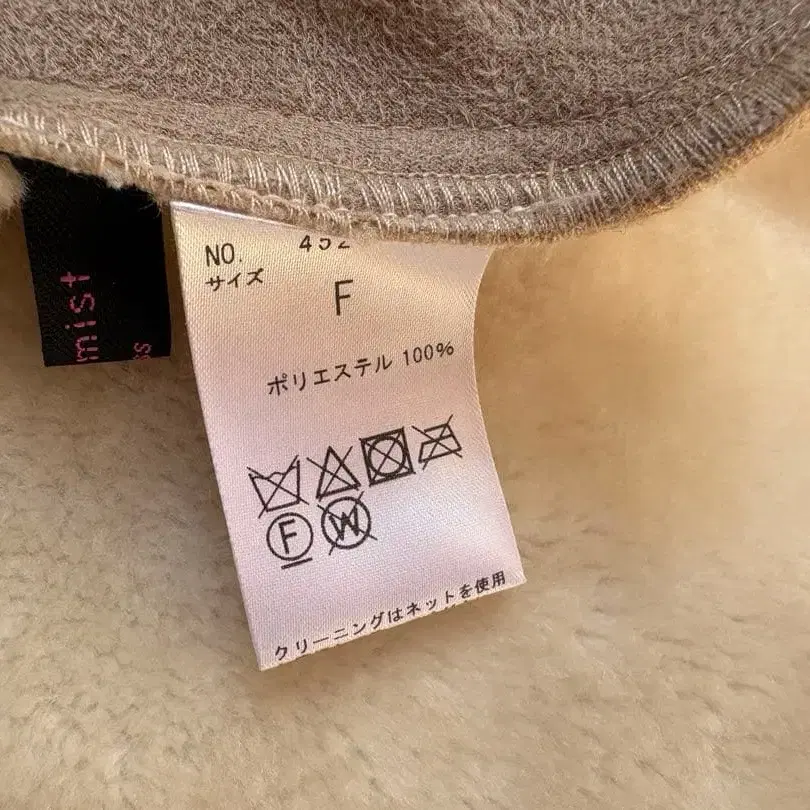 NO. 452
サイズ
F
ポリエステル 100%
F
W
クリーニングはネットを使用
mist